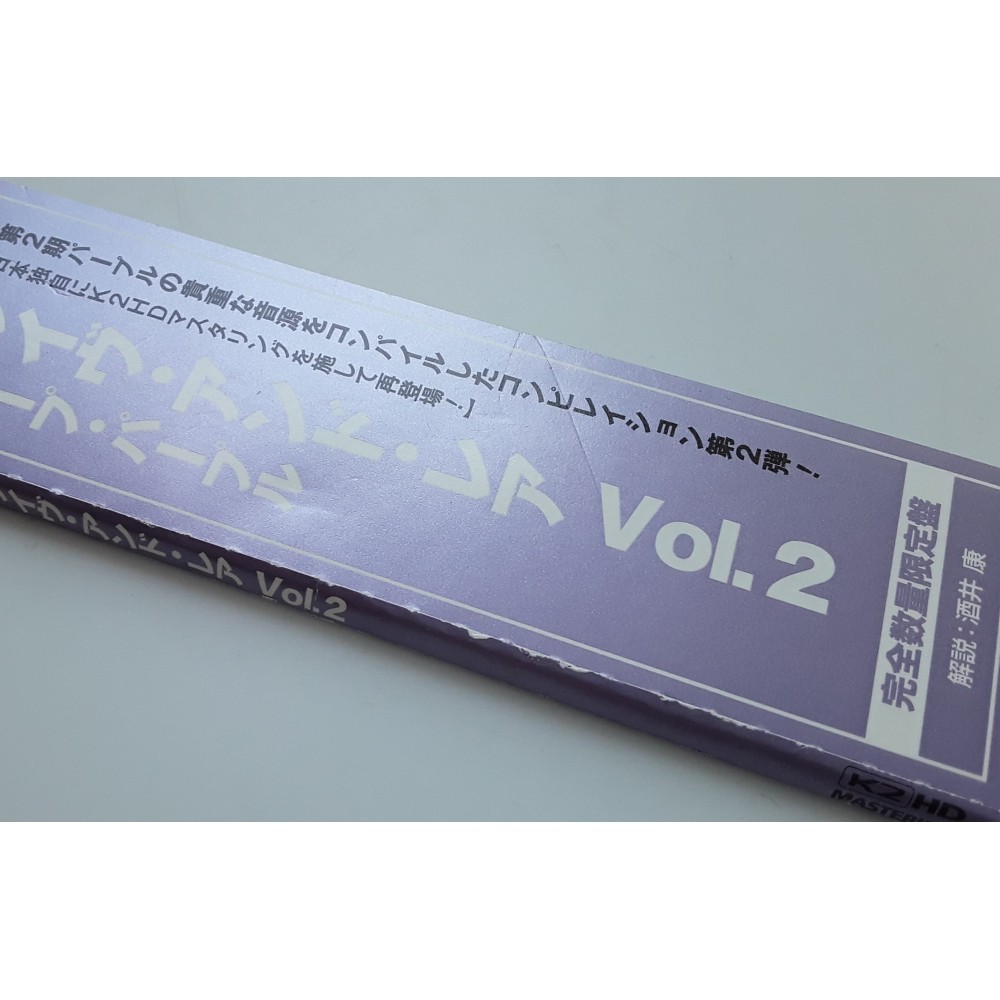 第2期パープルの貴重な音源をコンパイルしたコンピレイション第2弾!
日本独自にK2HDマスタリングを施して再登場!
イヴ・アンド・レア Vol.2
ープ・パープル
完全数量限定盤
解説:酒井 康
イヴ・アンド・レア Vol.2
K2 HD